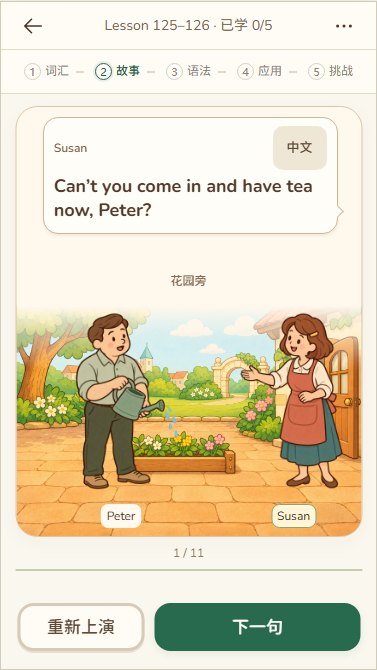 Lesson 125–126 · 已学 0/5
1 词汇 2 故事 3 语法 4 应用 5 挑战
Susan
中文
Can’t you come in and have tea
now, Peter?
花园旁
Peter
Susan
1 / 11
重新上演
下一句